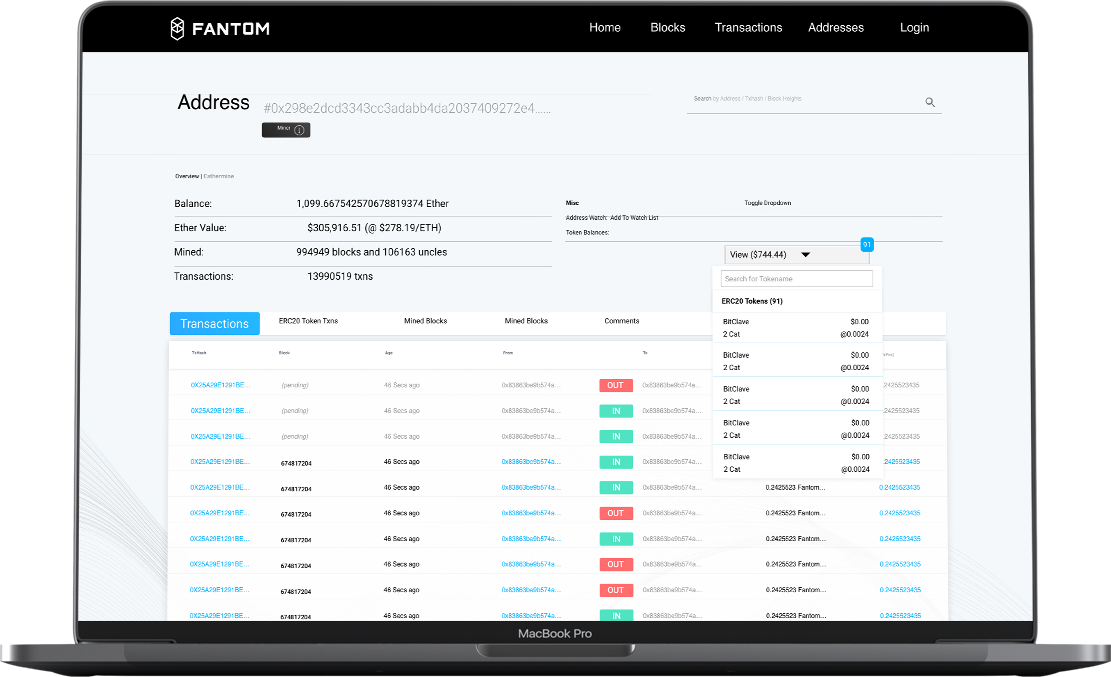 FANTOM Home Blocks Transactions Addresses Login
Address #0x298e2dcd3343cc3adabb4da2037409272e4......
Search by Address / Txhash / Block Heights
Miner
Overview | Esthermine
Balance: 1,099.667542570678819374 Ether
Ether Value: $305,916.51 (@ $278.19/ETH)
Mined: 994949 blocks and 106163 uncles
Transactions: 13990519 txns
Misc Toggle Dropdown
Address Watch: Add To Watch List
Token Balances:
91
View ($744.44)
Search for Tokename
ERC20 Tokens (91)
BitClave $0.00
2 Cat @0.0024
BitClave $0.00
2 Cat @0.0024
BitClave $0.00
2 Cat @0.0024
BitClave $0.00
2 Cat @0.0024
BitClave $0.00
2 Cat @0.0024
Transactions ERC20 Token Txns Mined Blocks Mined Blocks Comments
TxHash Block Age From To
0X25A29E1291BE... (pending) 46 Secs ago 0x83863be9b574a... OUT 0x83863be9b574a... .2425523435
0X25A29E1291BE... (pending) 46 Secs ago 0x83863be9b574a... IN 0x83863be9b574a... .2425523435
0X25A29E1291BE... (pending) 46 Secs ago 0x83863be9b574a... IN 0x83863be9b574a... .2425523435
0X25A29E1291BE... 674817204 46 Secs ago 0x83863be9b574a... IN 0x83863be9b574a... .2425523435
0X25A29E1291BE... 674817204 46 Secs ago 0x83863be9b574a... IN 0x83863be9b574a... 0.2425523 Fantom... 0.2425523435
0X25A29E1291BE... 674817204 46 Secs ago 0x83863be9b574a... OUT 0x83863be9b574a... 0.2425523 Fantom... 0.2425523435
0X25A29E1291BE... 674817204 46 Secs ago 0x83863be9b574a... IN 0x83863be9b574a... 0.2425523 Fantom... 0.2425523435
0X25A29E1291BE... 674817204 46 Secs ago 0x83863be9b574a... OUT 0x83863be9b574a... 0.2425523 Fantom... 0.2425523435
0X25A29E1291BE... 674817204 46 Secs ago 0x83863be9b574a... OUT 0x83863be9b574a... 0.2425523 Fantom... 0.2425523435
0X25A29E1291BE... 674817204 46 Secs ago 0x83863be9b574a... IN 0x83863be9b574a... 0.2425523 Fantom... 0.2425523435
MacBook Pro